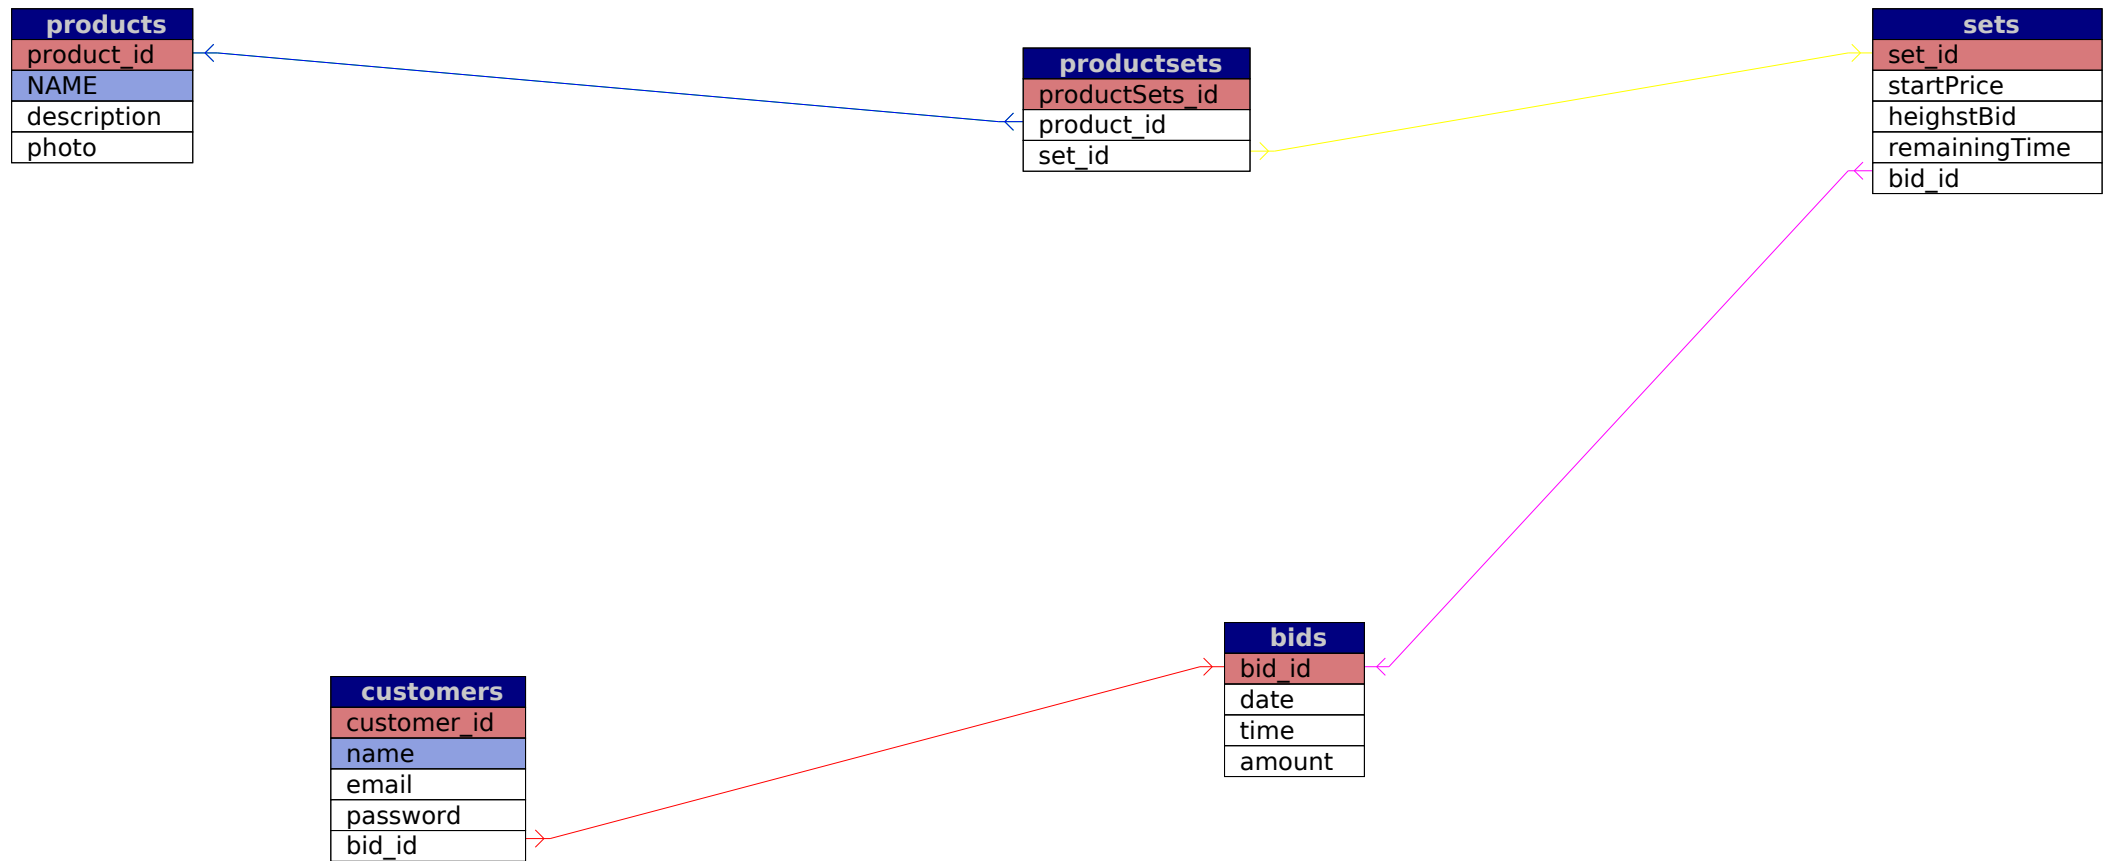 products
product_id
NAME
description
photo
productsets
productSets_id
product_id
set_id
sets
set_id
startPrice
heighstBid
remainingTime
bid_id
customers
customer_id
name
email
password
bid_id
bids
bid_id
date
time
amount